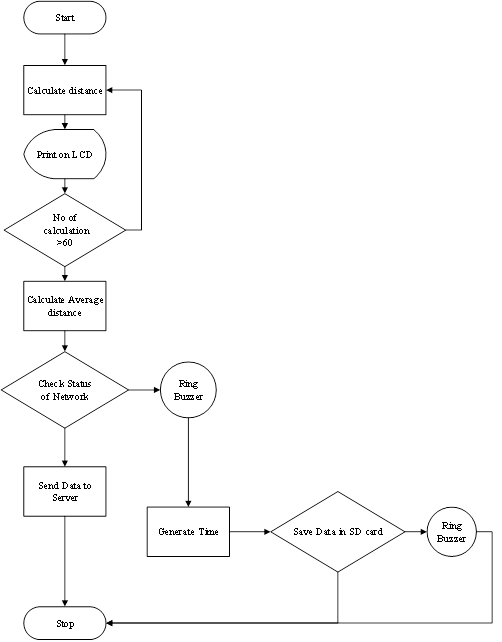 Start
Calculate distance
Print on LCD
No of
calculation
>60
Calculate Average
distance
Check Status
of Network
Ring
Buzzer
Send Data to
Server
Generate Time
Save Data in SD card
Ring
Buzzer
Stop